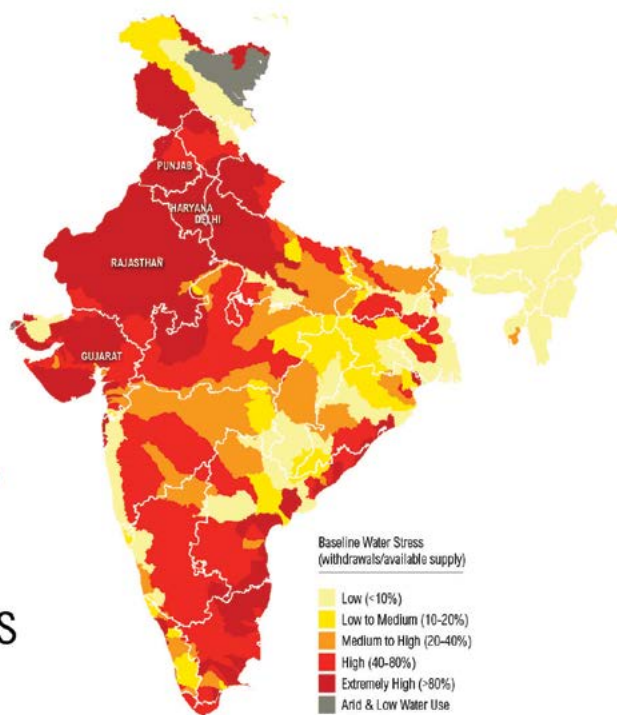 PUNJAB
HARYANA
DELHI
RAJASTHAN
GUJARAT
S
Baseline Water Stress
(withdrawals/available supply)
Low (<10%)
Low to Medium (10-20%)
Medium to High (20-40%)
High (40-80%)
Extremely High (>80%)
Arid & Low Water Use